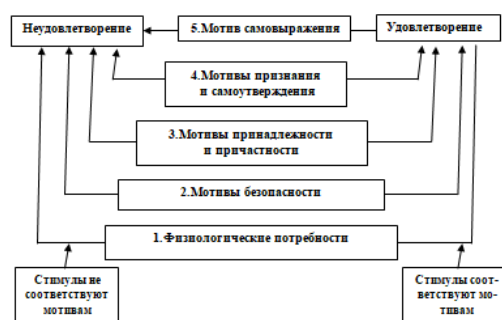 Неудовлетворение
5.Мотив самовыражения
Удовлетворение
4.Мотивы признания
и самоутверждения
3.Мотивы принадлежности
и причастности
2.Мотивы безопасности
1.Физиологические потребности
Стимулы не
соответствуют
мотивам
Стимулы соот-
ветствуют мо-
тивам